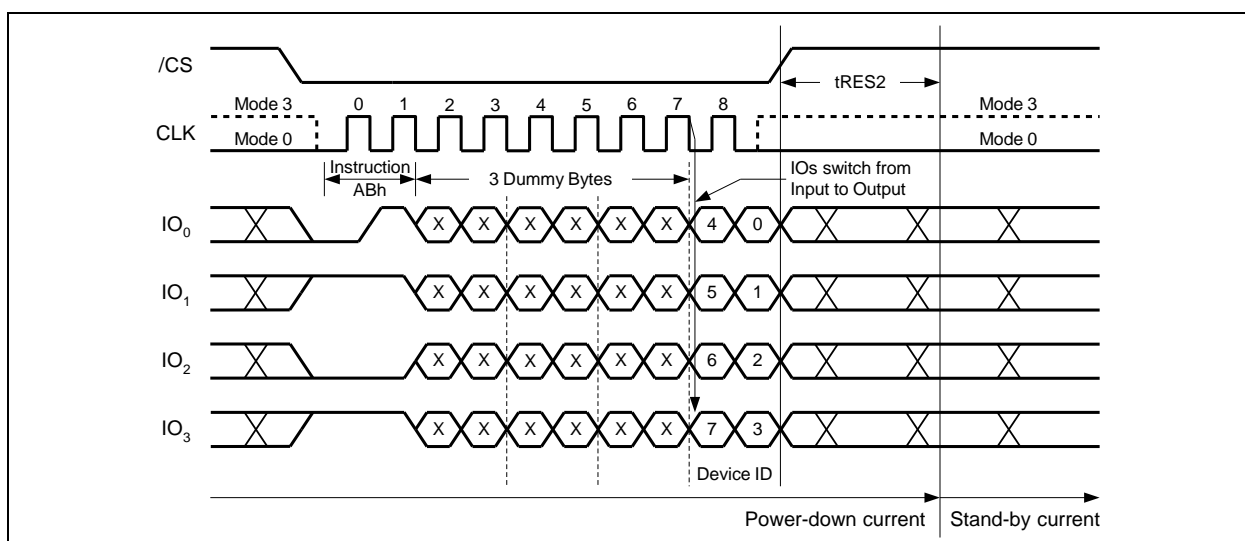 /CS
tRES2
Mode 3 0 1 2 3 4 5 6 7 8 Mode 3
CLK
Mode 0 Mode 0
Instruction
ABh
3 Dummy Bytes
IOs switch from
Input to Output
IO0 X X X X X X 4 0
IO1 X X X X X X 5 1
IO2 X X X X X X 6 2
IO3 X X X X X X 7 3
Device ID
Power-down current Stand-by current